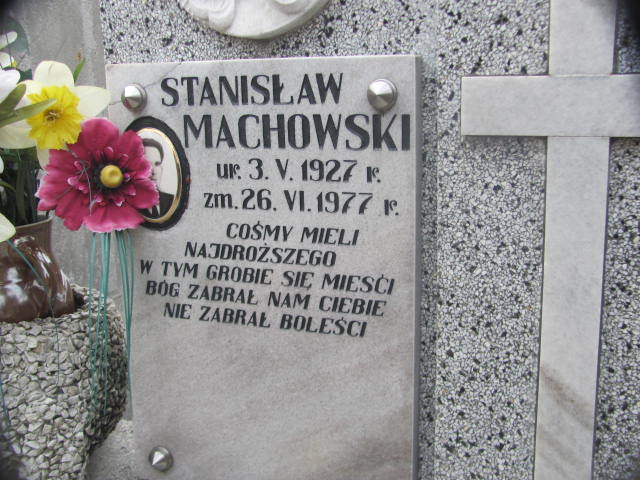 STANISŁAW
MACHOWSKI
ur. 3. V. 1927 r.
zm. 26. VI. 1977 r.
COŚMY MIELI
NAJDROŻSZEGO
W TYM GROBIE SIĘ MIEŚCI
BÓG ZABRAŁ NAM CIEBIE
NIE ZABRAŁ BOLEŚCI